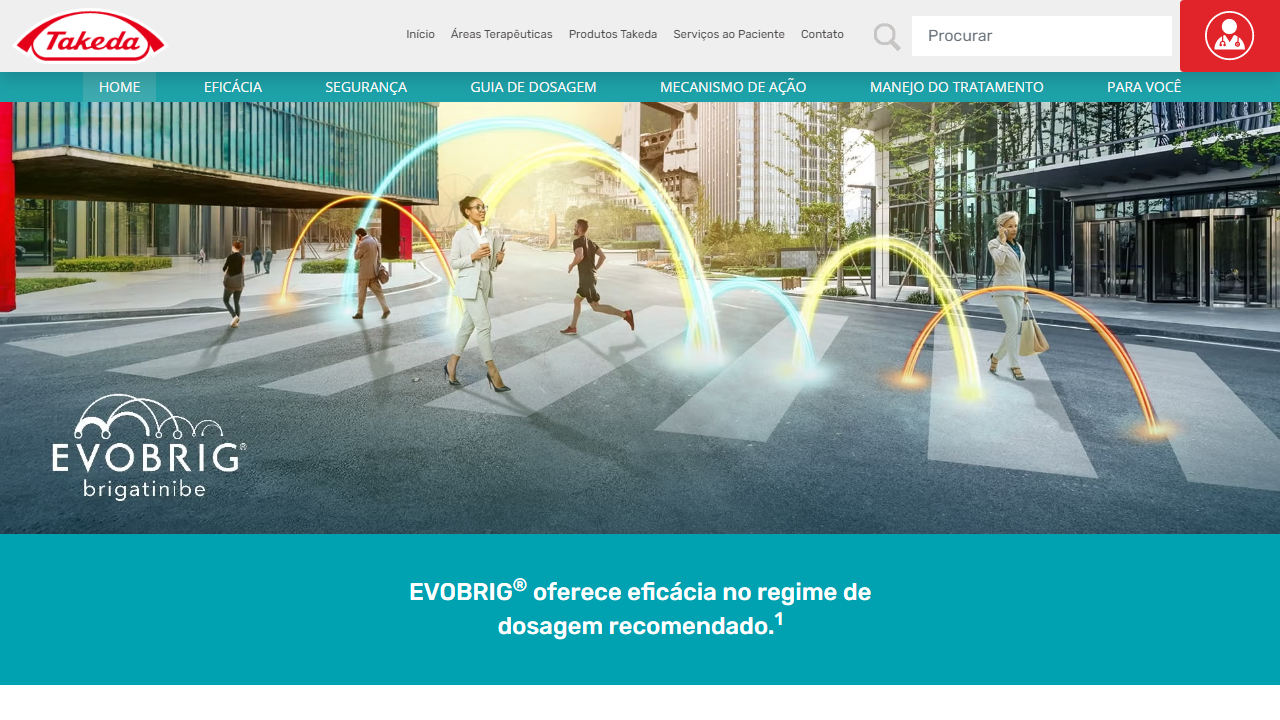 Takeda
Início Áreas Terapêuticas Produtos Takeda Serviços ao Paciente Contato
Procurar
HOME EFICÁCIA SEGURANÇA GUIA DE DOSAGEM MECANISMO DE AÇÃO MANEJO DO TRATAMENTO PARA VOCÊ
EVOBRIG®
brigatinibe
EVOBRIG® oferece eficácia no regime de
dosagem recomendado.1